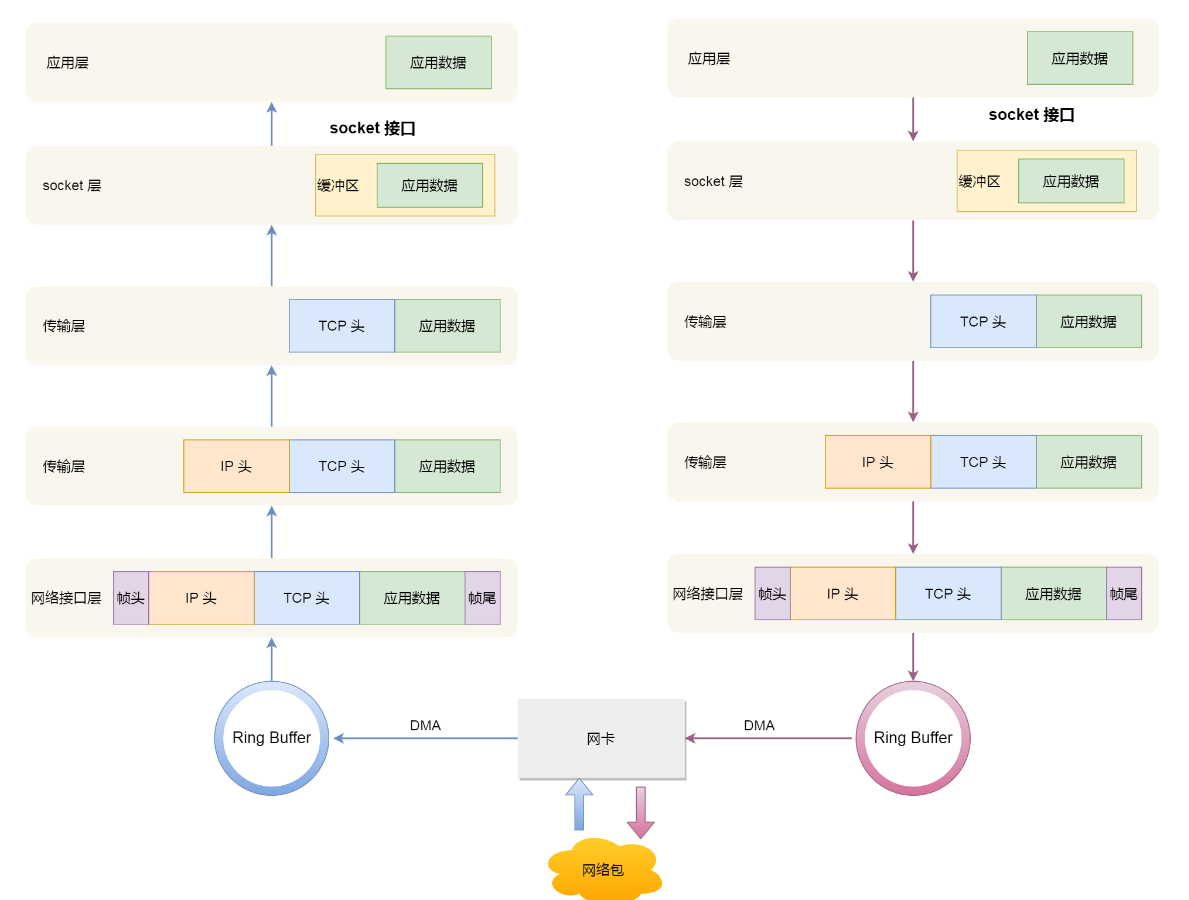 应用层
应用数据
socket 接口
socket 层
缓冲区
应用数据
传输层
TCP 头
应用数据
传输层
IP 头
TCP 头
应用数据
网络接口层
帧头
IP 头
TCP 头
应用数据
帧尾
Ring Buffer
DMA
网卡
网络包
应用层
应用数据
socket 接口
socket 层
缓冲区
应用数据
传输层
TCP 头
应用数据
传输层
IP 头
TCP 头
应用数据
网络接口层
帧头
IP 头
TCP 头
应用数据
帧尾
DMA
Ring Buffer